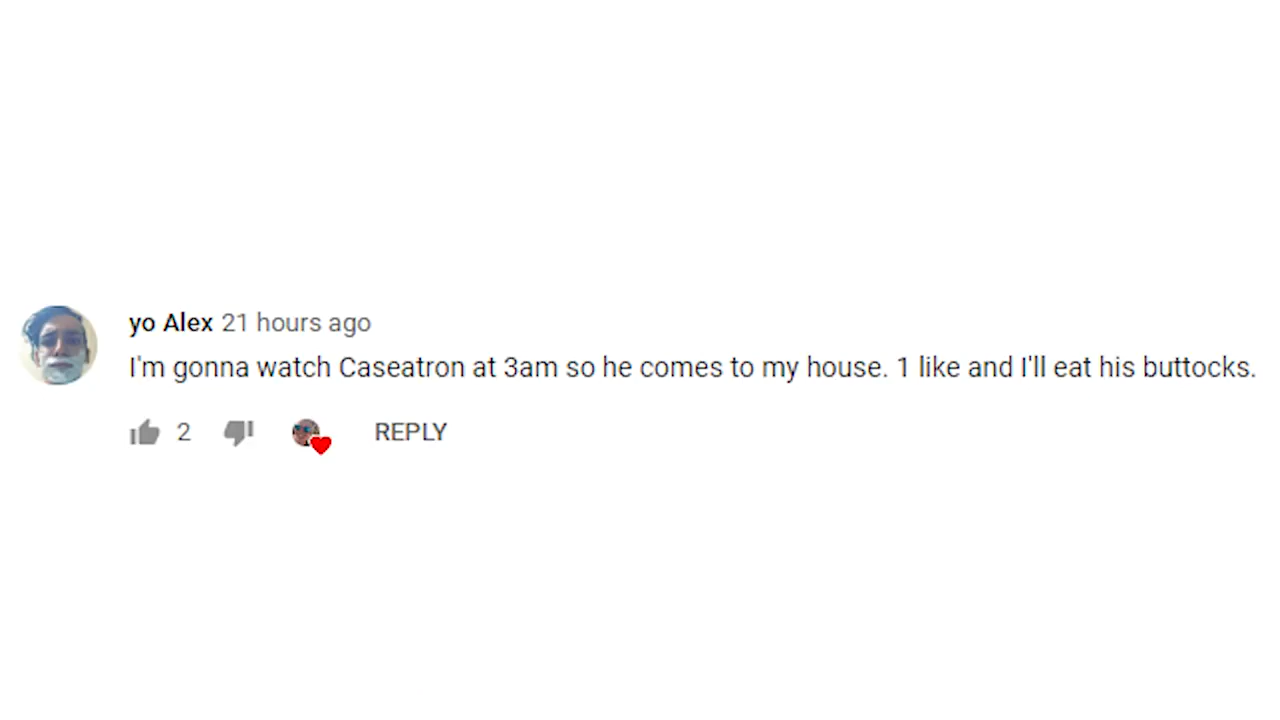 yo Alex 21 hours ago
I'm gonna watch Caseatron at 3am so he comes to my house. 1 like and I'll eat his buttocks.
2 REPLY